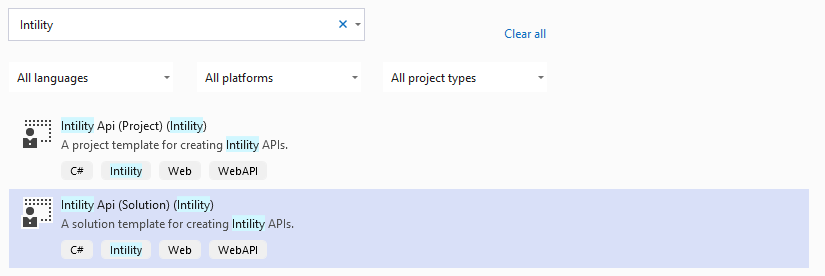 Intility
Clear all
All languages All platforms All project types
Intility Api (Project) (Intility)
A project template for creating Intility APIs.
C# Intility Web WebAPI
Intility Api (Solution) (Intility)
A solution template for creating Intility APIs.
C# Intility Web WebAPI